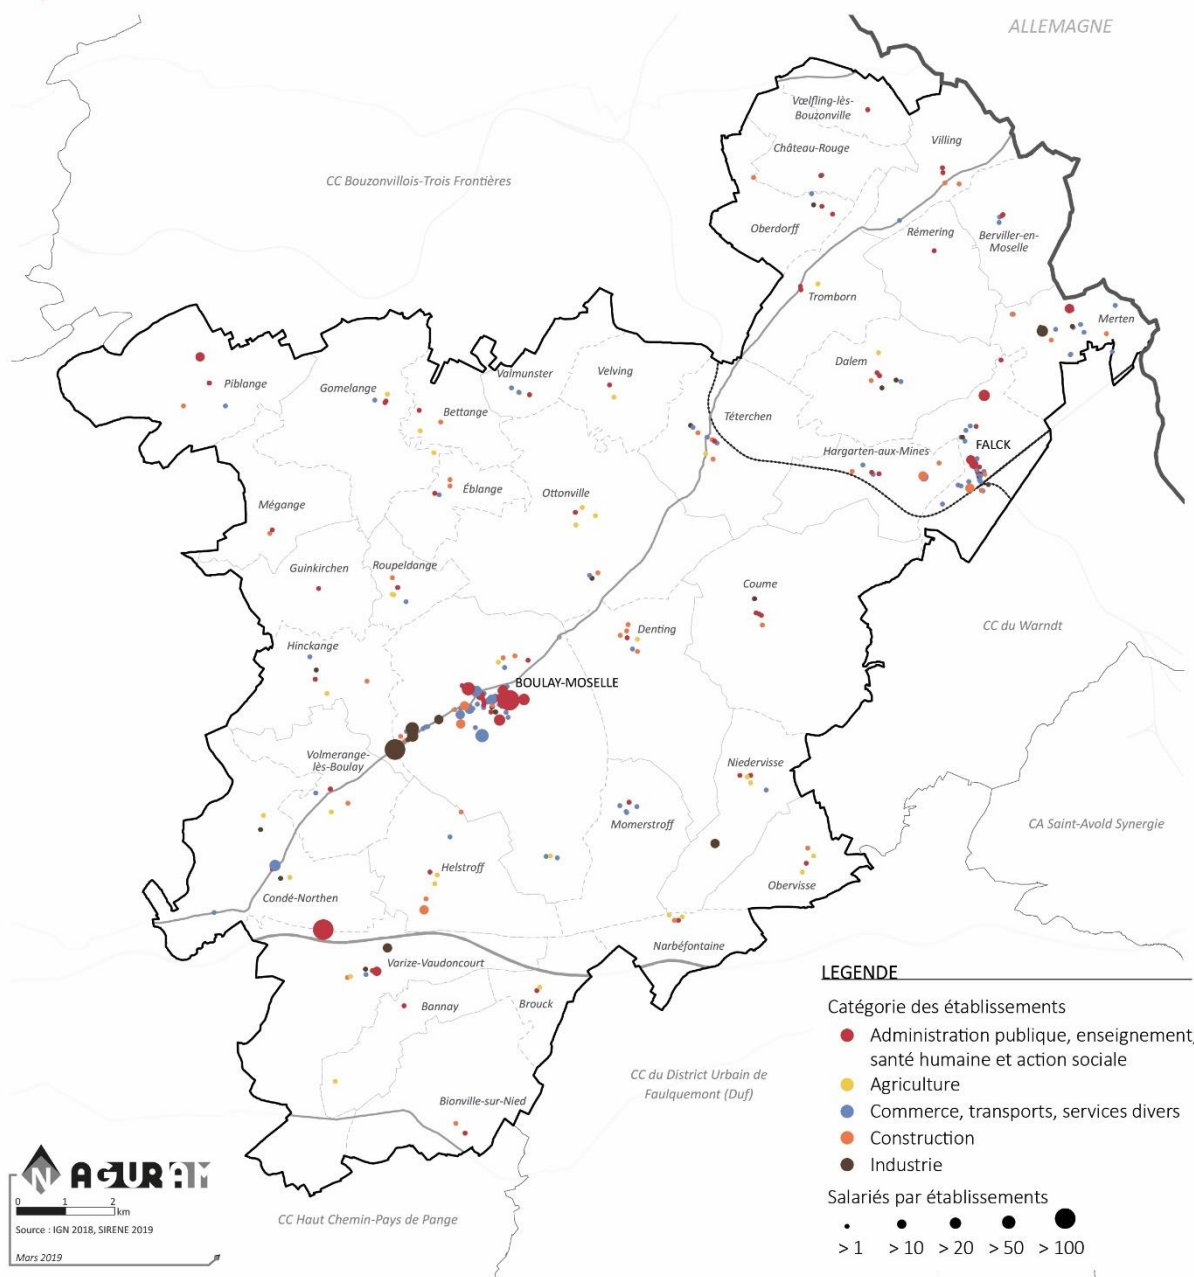 ALLEMAGNE
Vœlfling-lès-
Bouzonville
Villing
Château-Rouge
CC Bouzonvillois-Trois Frontières
Oberdorff
Rémering
Berviller-en-
Moselle
Tromborn
Merten
Dalem
Piblange
Gomelange
Valmunster
Velving
Bettange
Téterchen
FALCK
Hargarten-aux-Mines
Éblange
Ottonville
Mégange
Guinkirchen
Roupeldange
Coume
CC du Warndt
Denting
Hinckange
BOULAY-MOSELLE
Volmerange-
lès-Boulay
Niedervisse
Momerstroff
CA Saint-Avold Synergie
Helstroff
Obervisse
Condé-Northen
Narbéfontaine
Varize-Vaudoncourt
Bannay
Brouck
CC du District Urbain de
Faulquemont (Duf)
Bionville-sur-Nied
CC Haut Chemin-Pays de Pange
LEGENDE
Catégorie des établissements
Administration publique, enseignement,
santé humaine et action sociale
Agriculture
Commerce, transports, services divers
Construction
Industrie
Salariés par établissements
> 1 > 10 > 20 > 50 > 100
N AGURAM
0 1 2
km
Source : IGN 2018, SIRENE 2019
Mars 2019